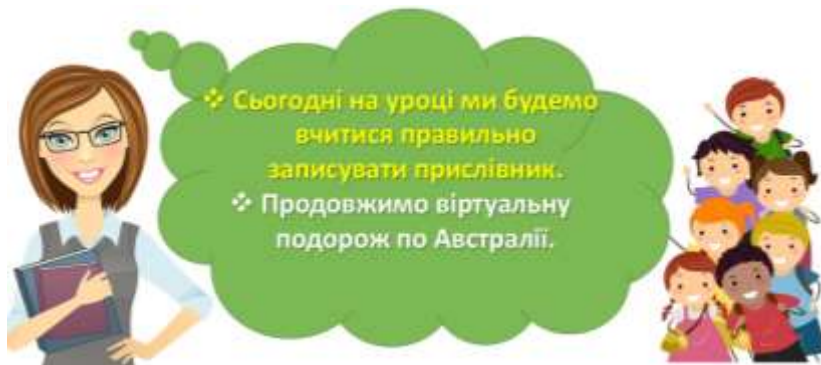 ❖ Сьогодні на уроці ми будемо
вчитися правильно
записувати прислівник.
❖ Продовжимо віртуальну
подорож по Австралії.